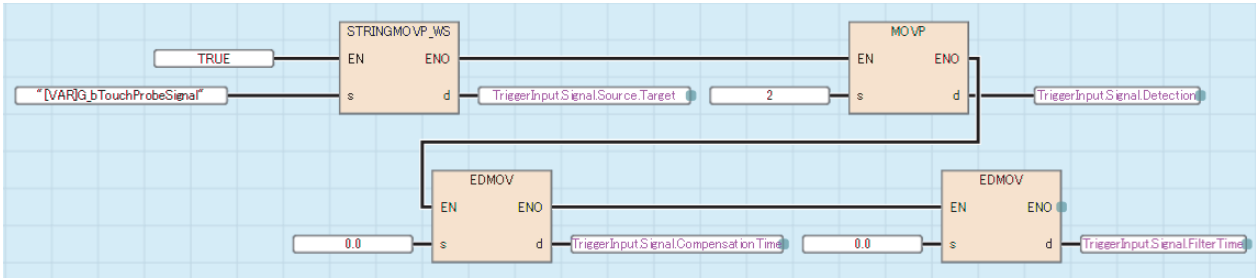 STRINGMOVP_WS
MOVP
TRUE
EN
ENO
EN
ENO
"[VAR]G_bTouchProbeSignal"
s
d
TriggerInput.Signal.Source.Target
2
s
d
TriggerInput.Signal.Detection
EDMOV
EDMOV
EN
ENO
EN
ENO
0.0
s
d
TriggerInput.Signal.CompensationTime
0.0
s
d
TriggerInput.Signal.FilterTime